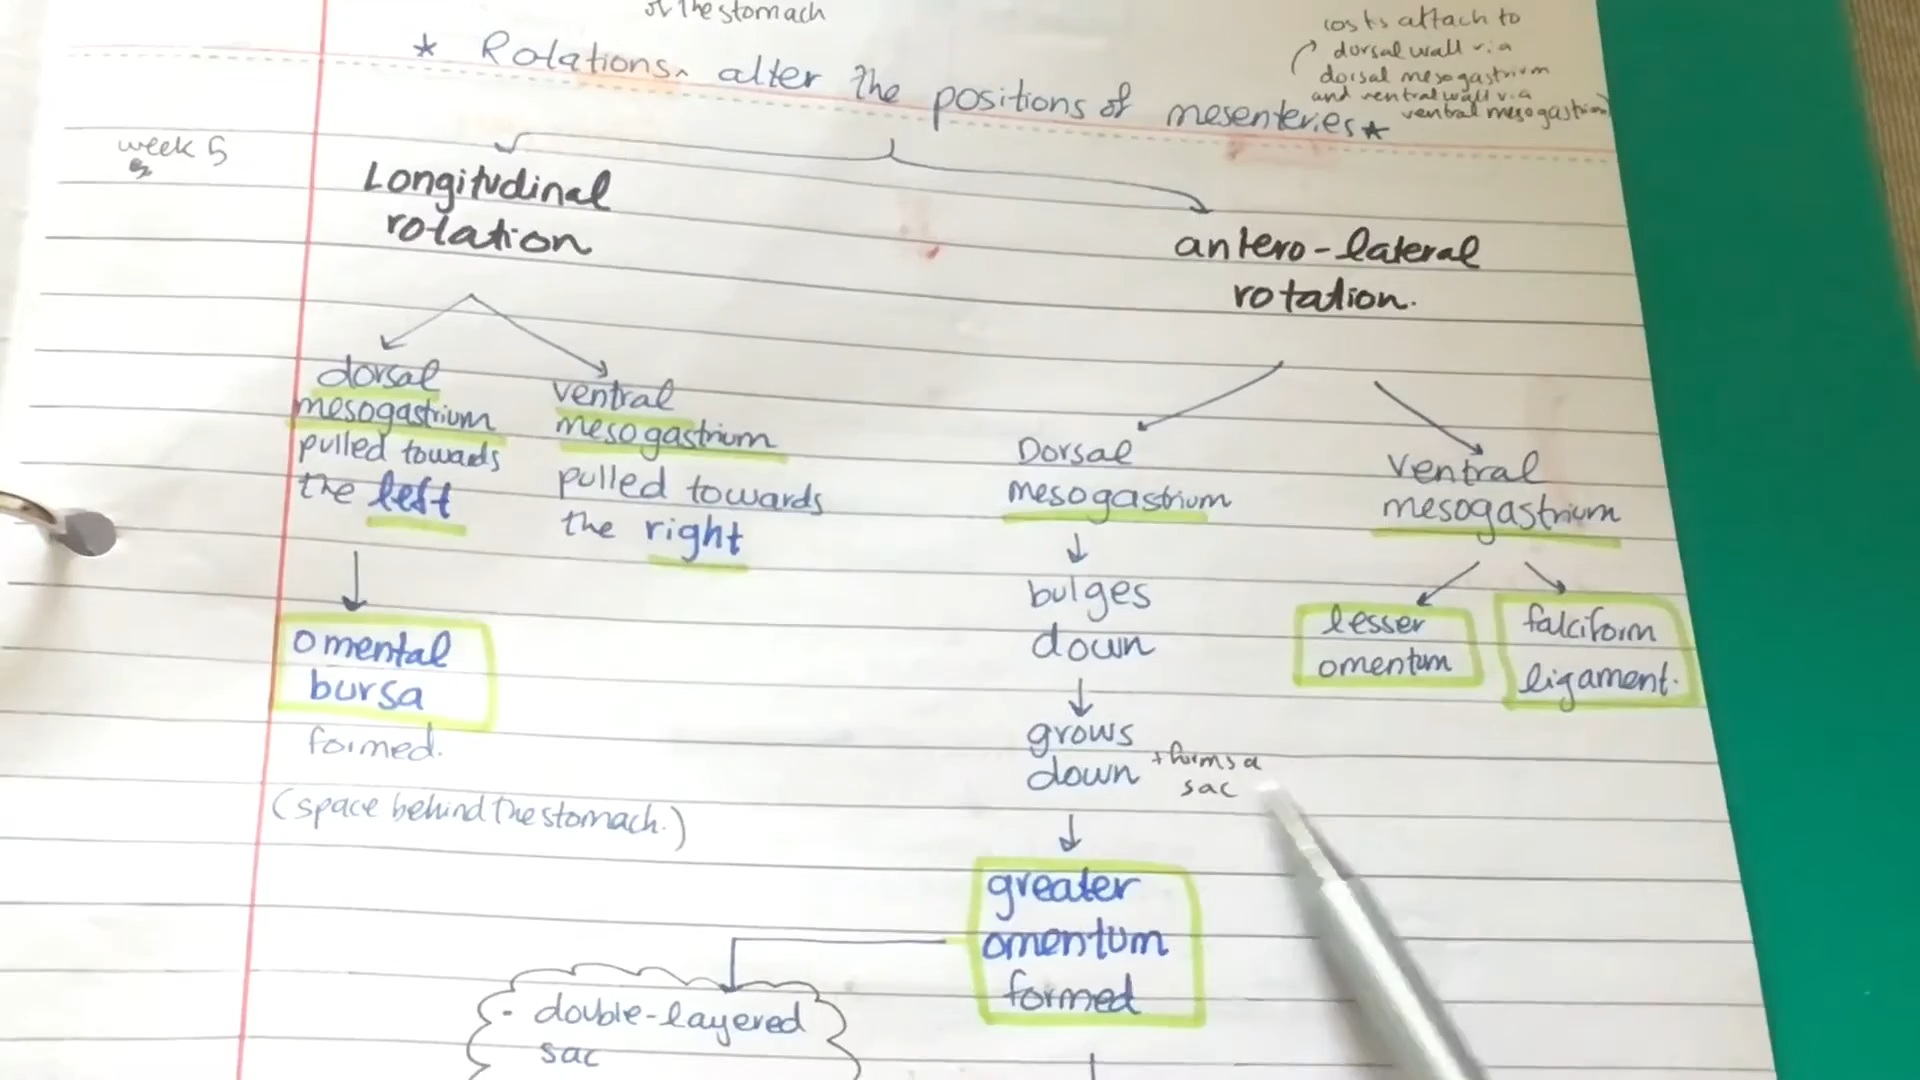 of the stomach
costs attach to
dorsal wall via
dorsal mesogastrium
and ventral wall via
ventral mesogastrium
* Rotations^ alter the positions of mesenteries *
week 5
Longitudinal
rotation
antero-lateral
rotation.
dorsal
mesogastrium
pulled towards
the left
ventral
mesogastrium
pulled towards
the right
omental
bursa
formed.
(space behind the stomach.)
Dorsal
mesogastrium
bulges
down
grows
down
+ forms a
sac
greater
omentum
formed
Ventral
mesogastrium
lesser
omentum
falciform
ligament.
- double-layered
sac